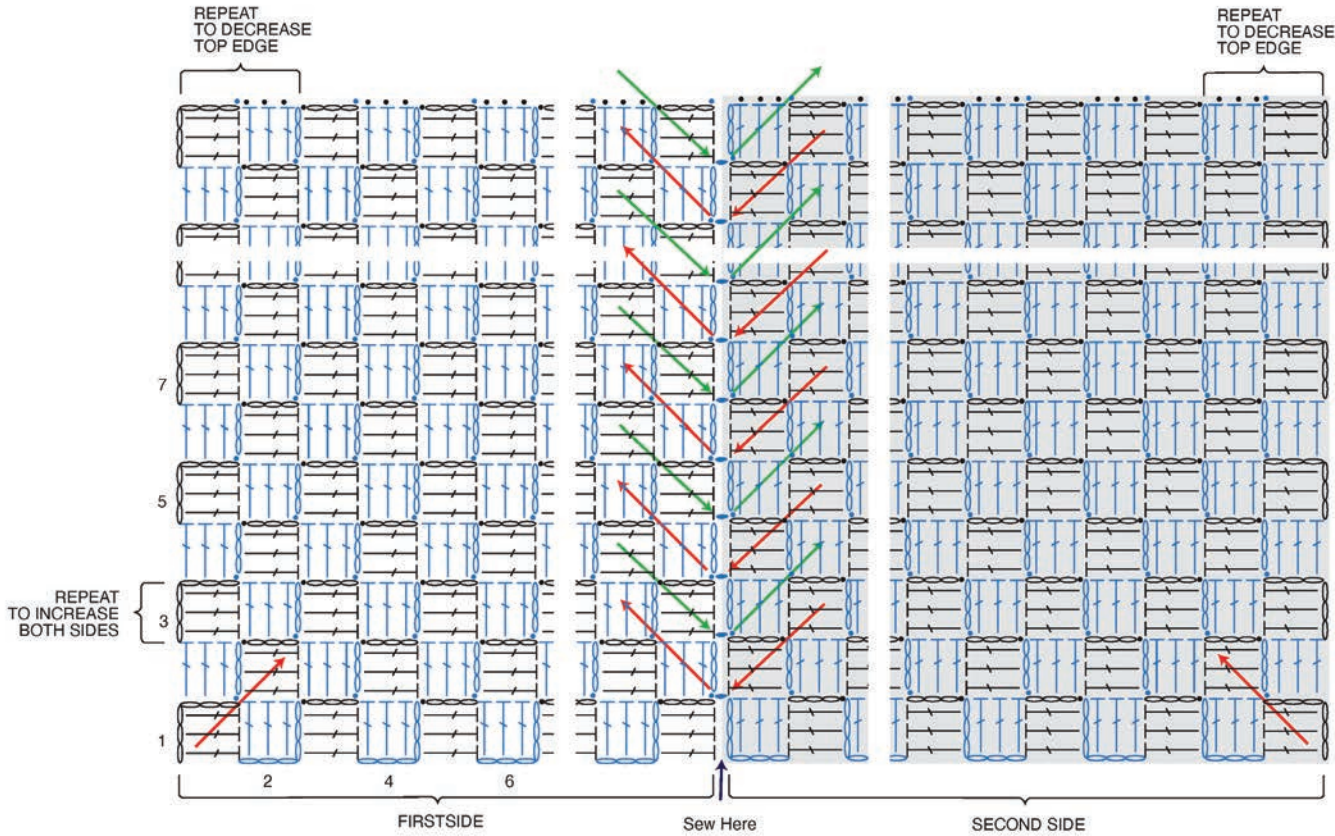 REPEAT
TO DECREASE
TOP EDGE
REPEAT
TO DECREASE
TOP EDGE
7
5
REPEAT
TO INCREASE
BOTH SIDES
3
1
2 4 6
FIRSTSIDE
Sew Here
SECOND SIDE